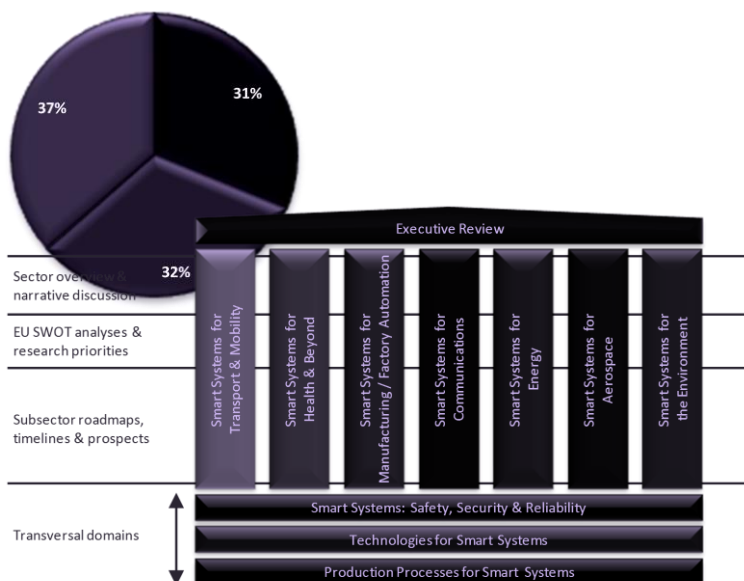 37%
31%
32%
Executive Review
Sector overview &
narrative discussion
EU SWOT analyses &
research priorities
Subsector roadmaps,
timelines & prospects
Smart Systems for
Transport & Mobility
Smart Systems for
Health & Beyond
Smart Systems for
Manufacturing / Factory Automation
Smart Systems for
Communications
Smart Systems for
Energy
Smart Systems for
Aerospace
Smart Systems for
the Environment
Transversal domains
Smart Systems: Safety, Security & Reliability
Technologies for Smart Systems
Production Processes for Smart Systems